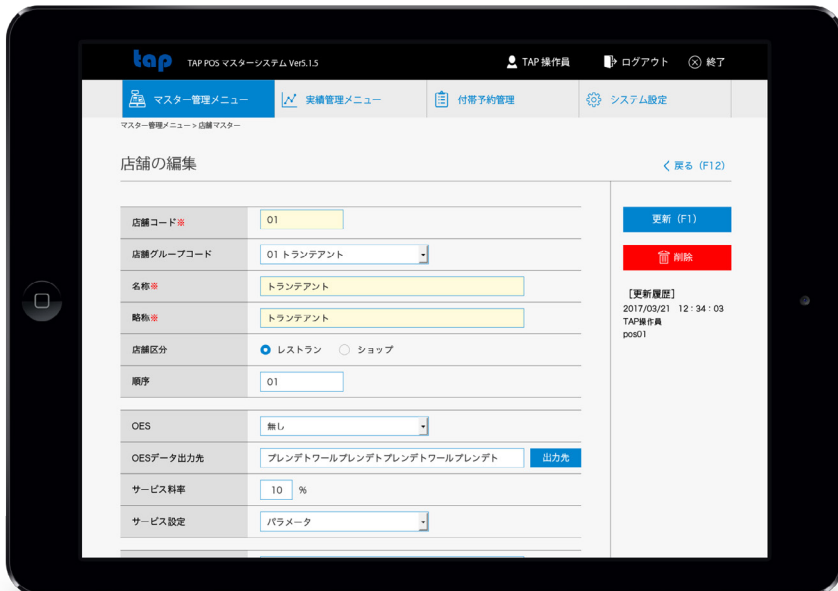 tap TAP POS マスターシステム Ver5.1.5 TAP操作員 ログアウト 終了
マスター管理メニュー 実績管理メニュー 付帯予約管理 システム設定
マスター管理メニュー > 店舗マスター
店舗の編集 戻る (F12)
店舗コード※ 01 更新 (F1)
店舗グループコード 01 トランテアント 削除
名称※ トランテアント
略称※ トランテアント
[更新履歴]
2017/03/21 12:34:03
TAP操作員
pos01
店舗区分 レストラン ショップ
順序 01
OES 無し
OESデータ出力先 プレンデトワールプレンデトプレンデトワールプレンデト 出力先
サービス料率 10 %
サービス設定 パラメータ